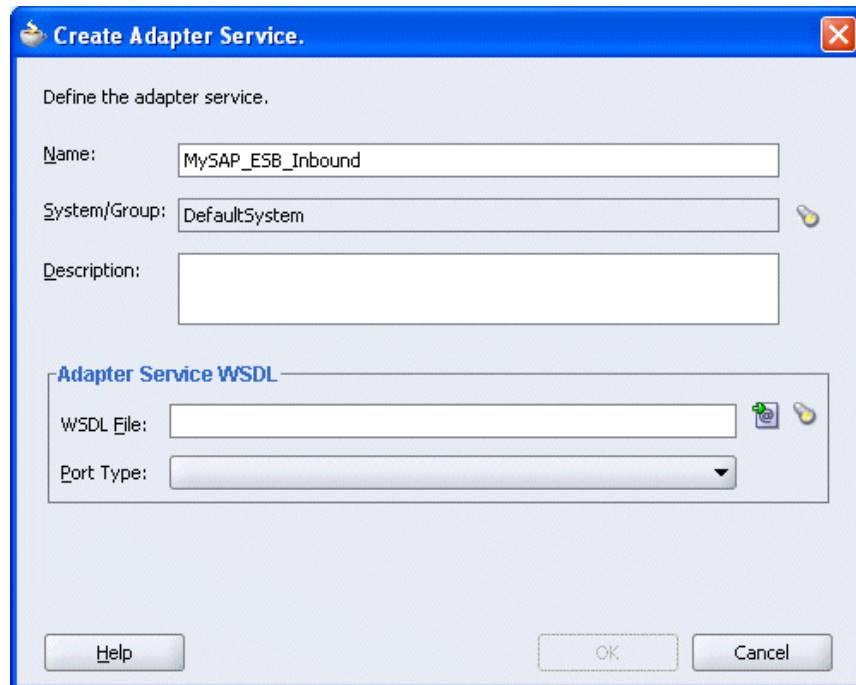 Create Adapter Service.
Define the adapter service.
Name: MySAP_ESB_Inbound
System/Group: DefaultSystem
Description:
Adapter Service WSDL
WSDL File:
Port Type:
Help OK Cancel